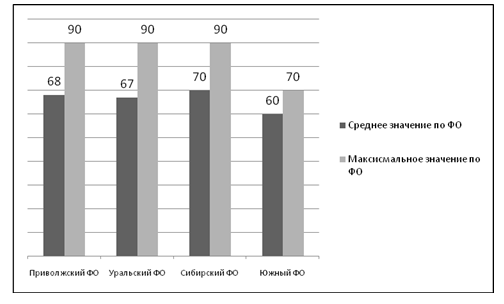 90 90 90
68 67 70 60 70
Среднее значение по ФО
Максисмальное значение по
ФО
Приволжский ФО Уральский ФО Сибирский ФО Южный ФО